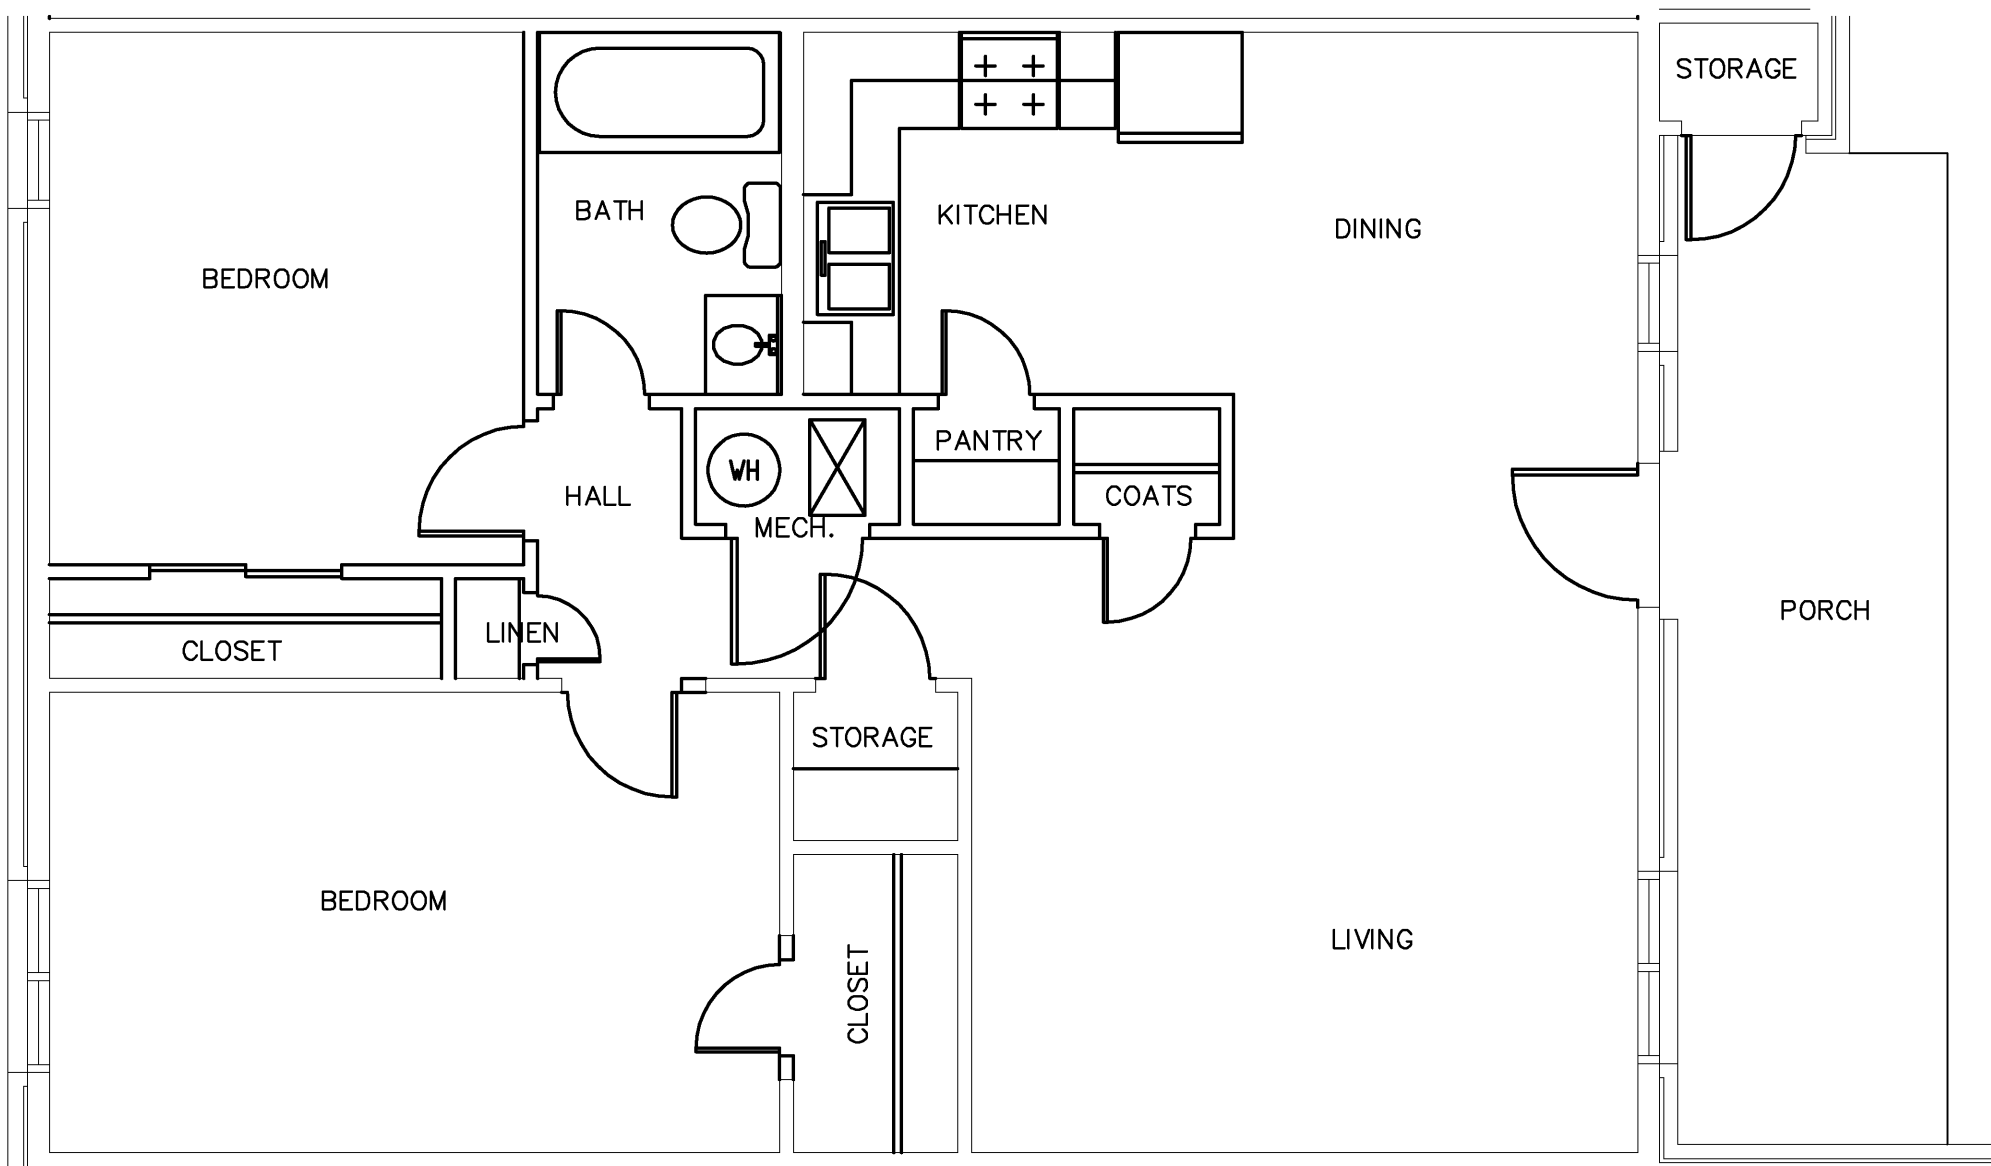 STORAGE
BATH
KITCHEN
DINING
BEDROOM
PANTRY
WH
HALL
COATS
MECH.
PORCH
LINEN
CLOSET
STORAGE
BEDROOM
LIVING
CLOSET